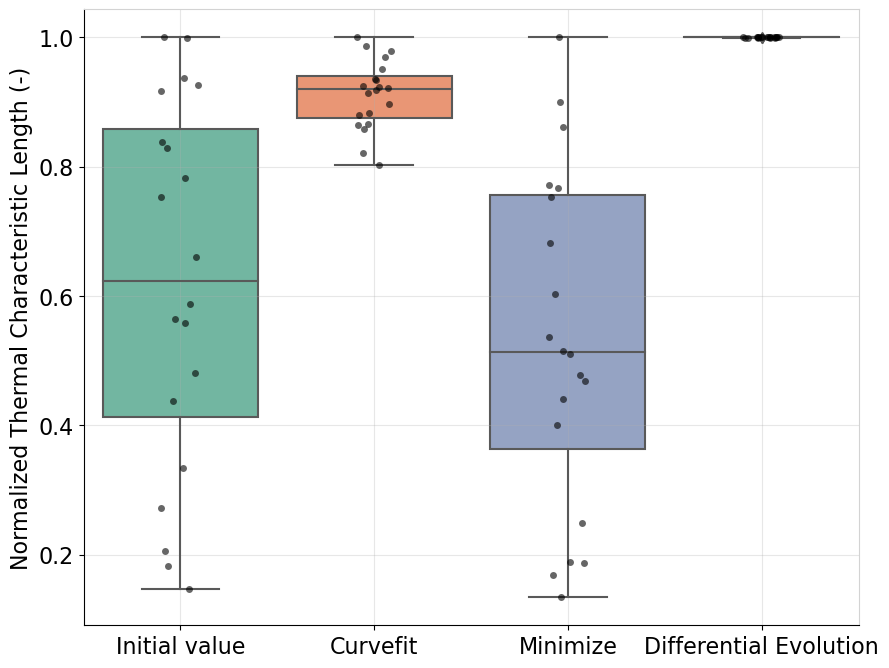 Normalized Thermal Characteristic Length (-)
1.0
0.8
0.6
0.4
0.2
Initial value
Curvefit
Minimize
Differential Evolution